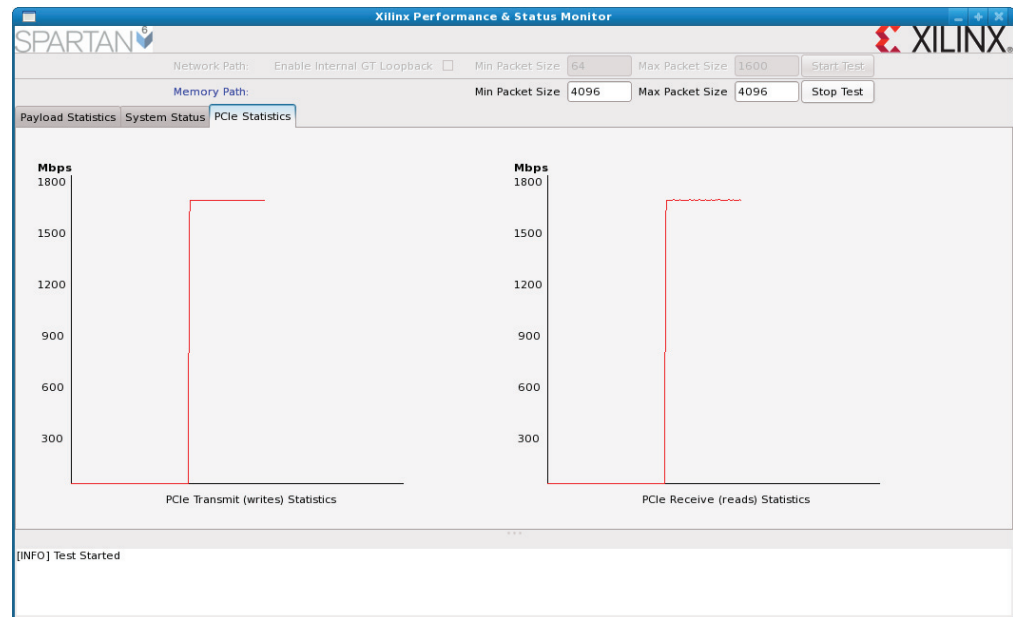 Xilinx Performance & Status Monitor
SPARTAN 6
XILINX.
Network Path: Enable Internal GT Loopback Min Packet Size 64 Max Packet Size 1600 Start Test
Memory Path: Min Packet Size 4096 Max Packet Size 4096 Stop Test
Payload Statistics System Status PCIe Statistics
Mbps
1800
1500
1200
900
600
300
PCIe Transmit (writes) Statistics
Mbps
1800
1500
1200
900
600
300
PCIe Receive (reads) Statistics
[INFO] Test Started